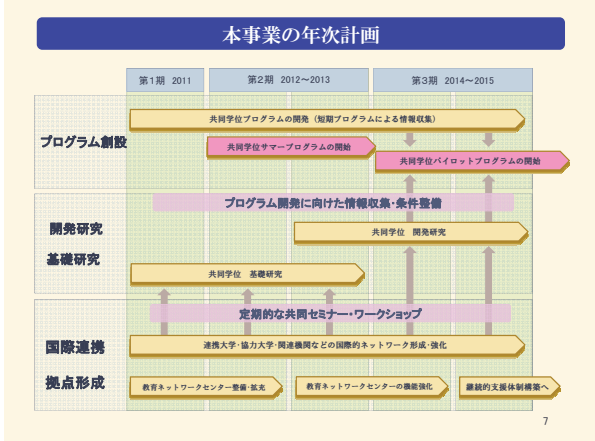 本事業の年次計画
第1期 2011
第2期 2012～2013
第3期 2014～2015
プログラム創設
共同学位プログラムの開発（短期プログラムによる情報収集）
共同学位サマープログラムの開始
共同学位パイロットプログラムの開始
プログラム開発に向けた情報収集･条件整備
開発研究
共同学位 開発研究
基礎研究
共同学位 基礎研究
定期的な共同セミナー･ワークショップ
国際連携
連携大学･協力大学･関連機関などの国際的ネットワーク形成･強化
拠点形成
教育ネットワークセンター整備･拡充
教育ネットワークセンターの機能強化
継続的支援体制構築へ
7